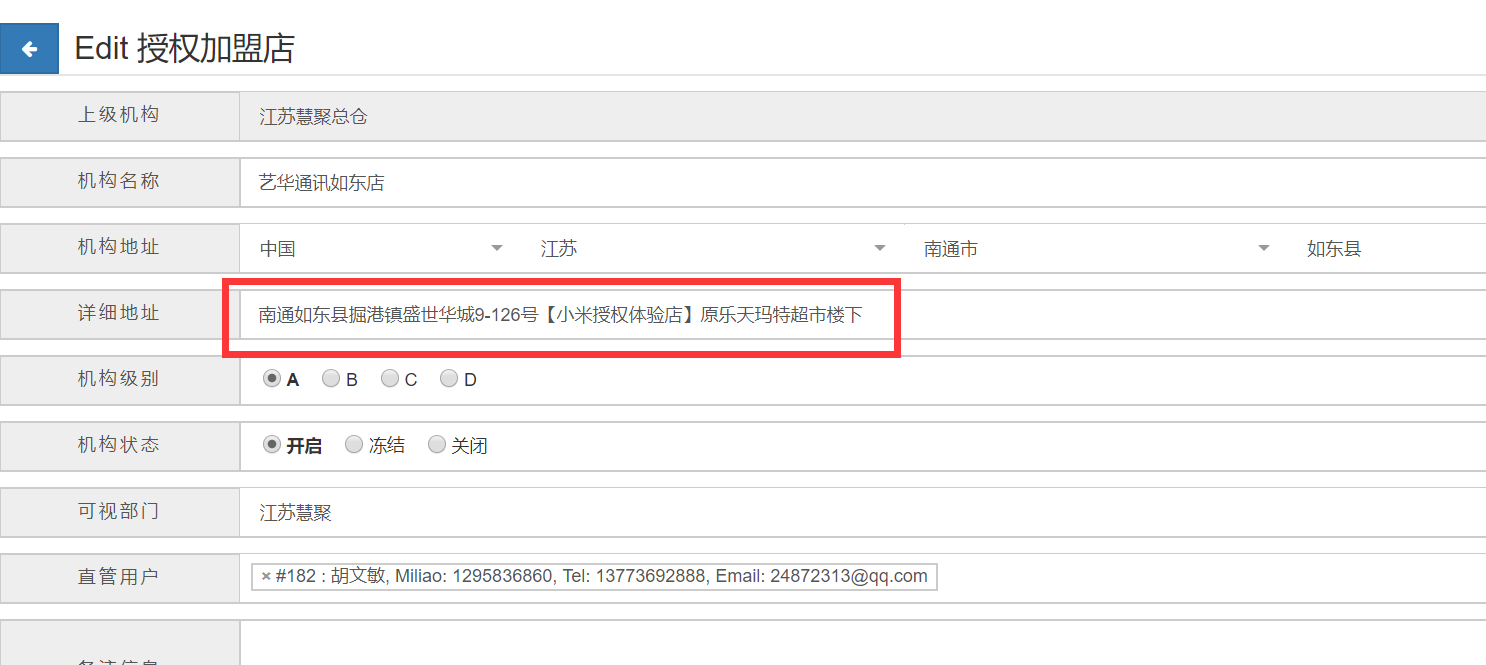 Edit 授权加盟店
上级机构 江苏慧聚总仓
机构名称 艺华通讯如东店
机构地址 中国 江苏 南通市 如东县
详细地址 南通如东县掘港镇盛世华城9-126号【小米授权体验店】原乐天玛特超市楼下
机构级别 A B C D
机构状态 开启 冻结 关闭
可视部门 江苏慧聚
直管用户 × #182 : 胡文敏, Miliao: 1295836860, Tel: 13773692888, Email: 24872313@qq.com